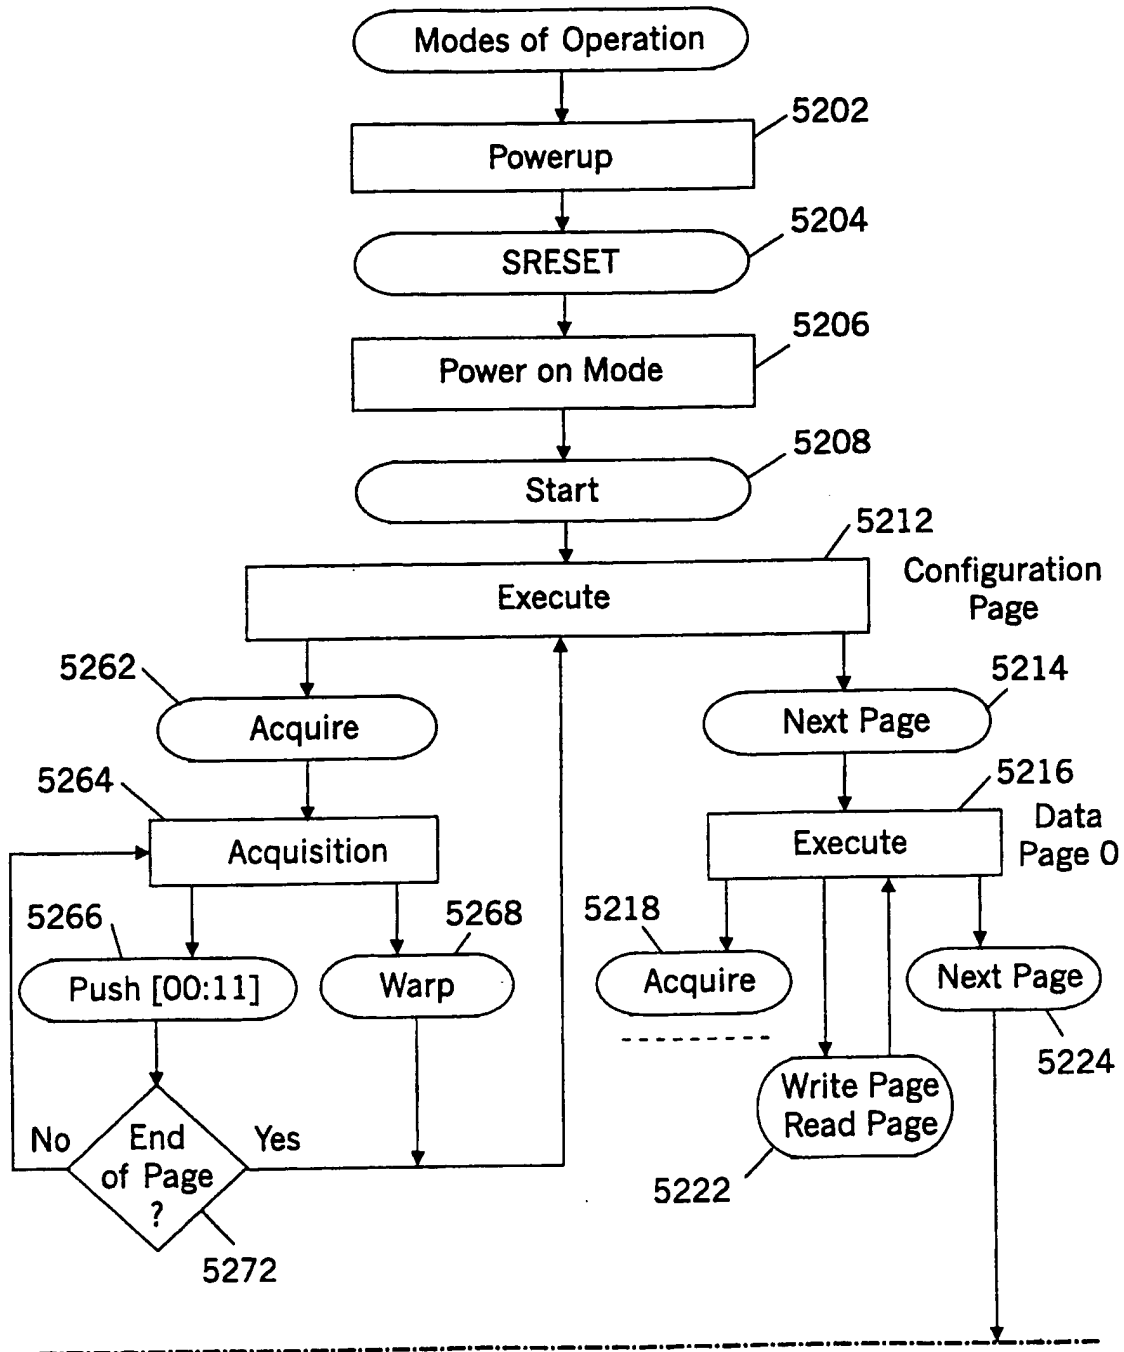 Modes of Operation
5202
Powerup
5204
SRESET
5206
Power on Mode
5208
Start
5212
Execute
Configuration
Page
5262
Acquire
5214
Next Page
5264
Acquisition
5216
Execute
Data
Page 0
5266
Push [00:11]
5268
Warp
5218
Acquire
Next Page
5224
Write Page
Read Page
5222
No
End
of Page
?
Yes
5272